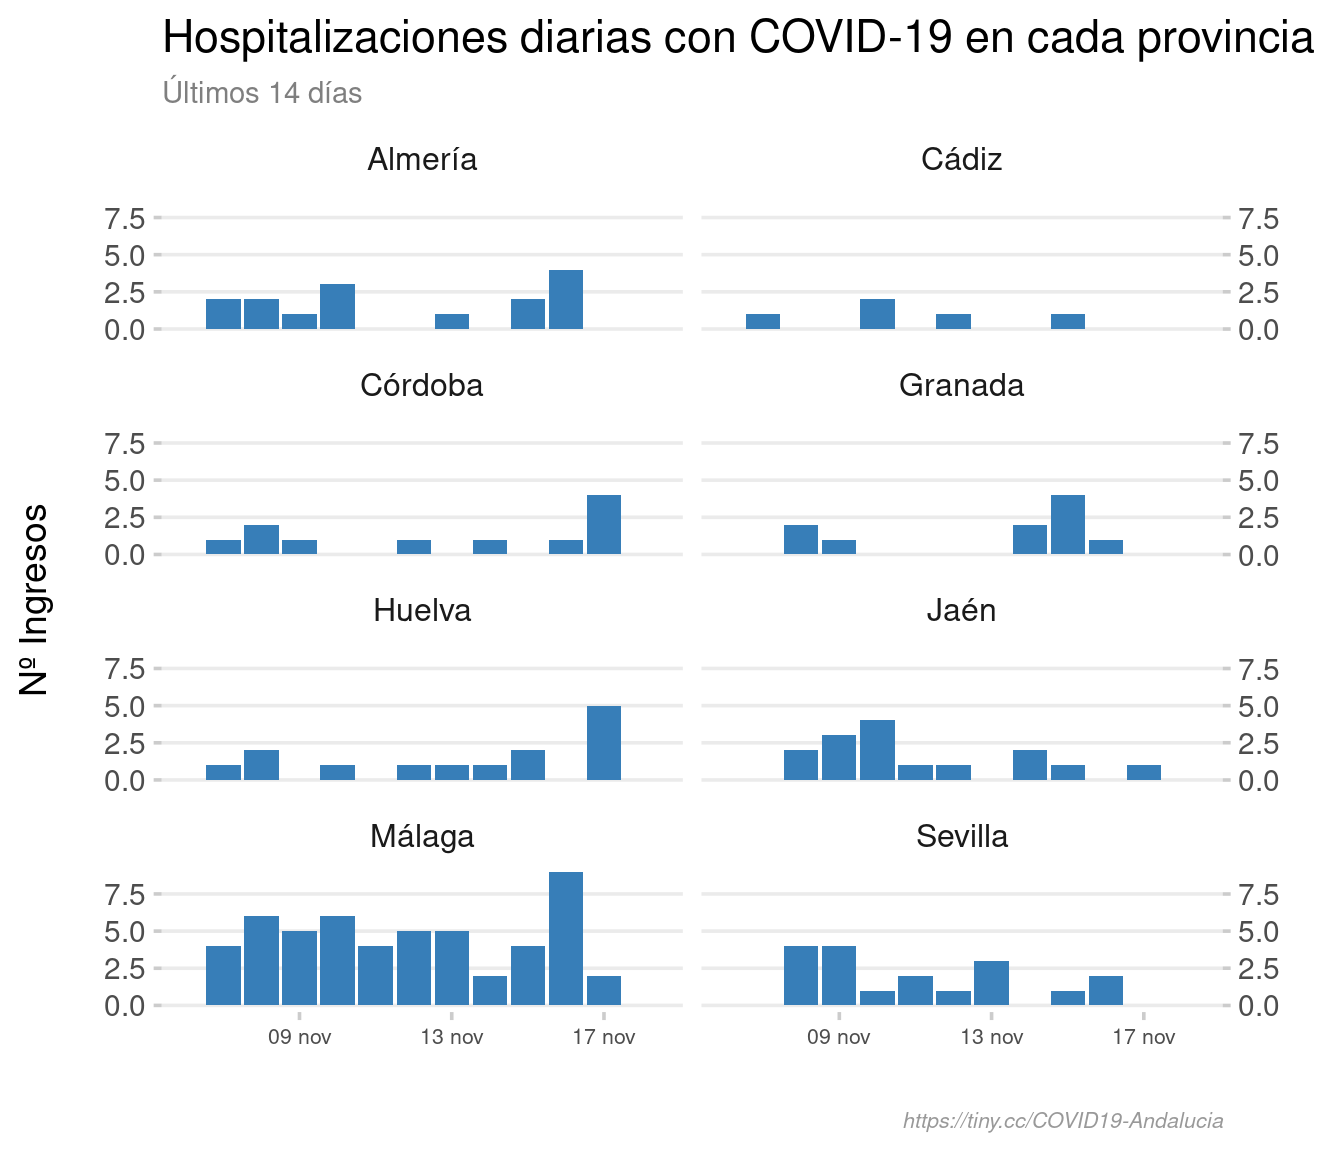 Hospitalizaciones diarias con COVID-19 en cada provincia
Últimos 14 días
Almería
Cádiz
7.5
5.0
2.5
0.0
7.5
5.0
2.5
0.0
Córdoba
Granada
7.5
5.0
2.5
0.0
7.5
5.0
2.5
0.0
Nº Ingresos
Huelva
Jaén
7.5
5.0
2.5
0.0
7.5
5.0
2.5
0.0
Málaga
Sevilla
7.5
5.0
2.5
0.0
7.5
5.0
2.5
0.0
09 nov 13 nov 17 nov
09 nov 13 nov 17 nov
https://tiny.cc/COVID19-Andalucia